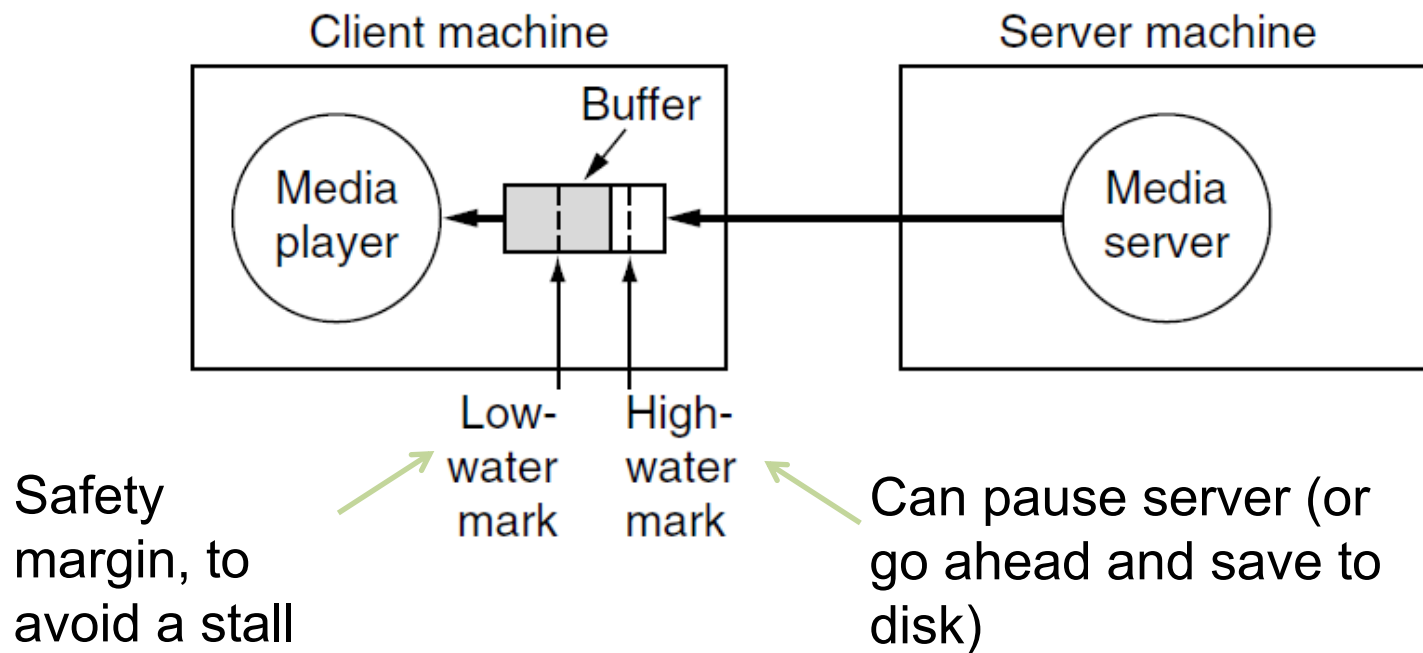 Client machine
Server machine
Buffer
Media
player
Media
server
Low-
water
mark
High-
water
mark
Safety
margin, to
avoid a stall
Can pause server (or
go ahead and save to
disk)